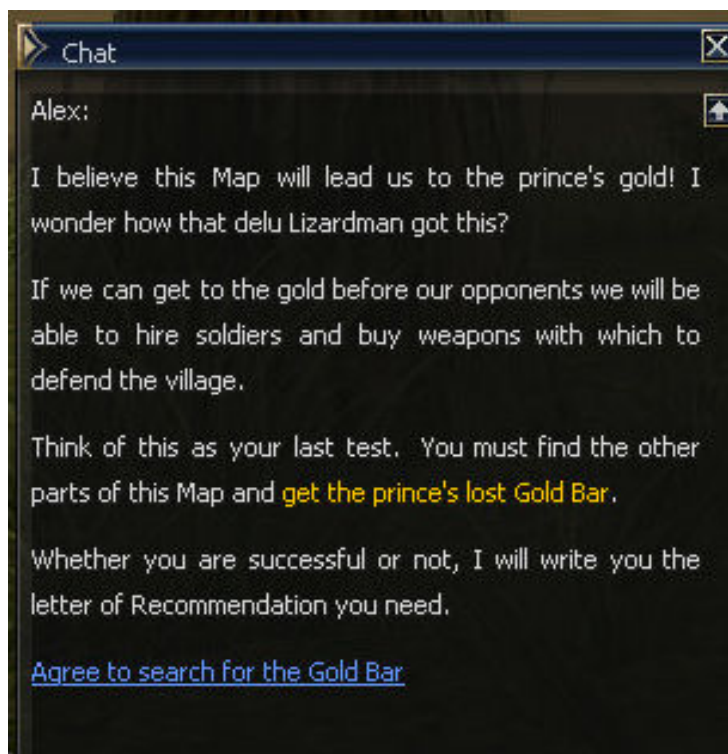 Chat
Alex:
I believe this Map will lead us to the prince's gold! I
wonder how that delu Lizardman got this?
If we can get to the gold before our opponents we will be
able to hire soldiers and buy weapons with which to
defend the village.
Think of this as your last test. You must find the other
parts of this Map and get the prince's lost Gold Bar.
Whether you are successful or not, I will write you the
letter of Recommendation you need.
Agree to search for the Gold Bar